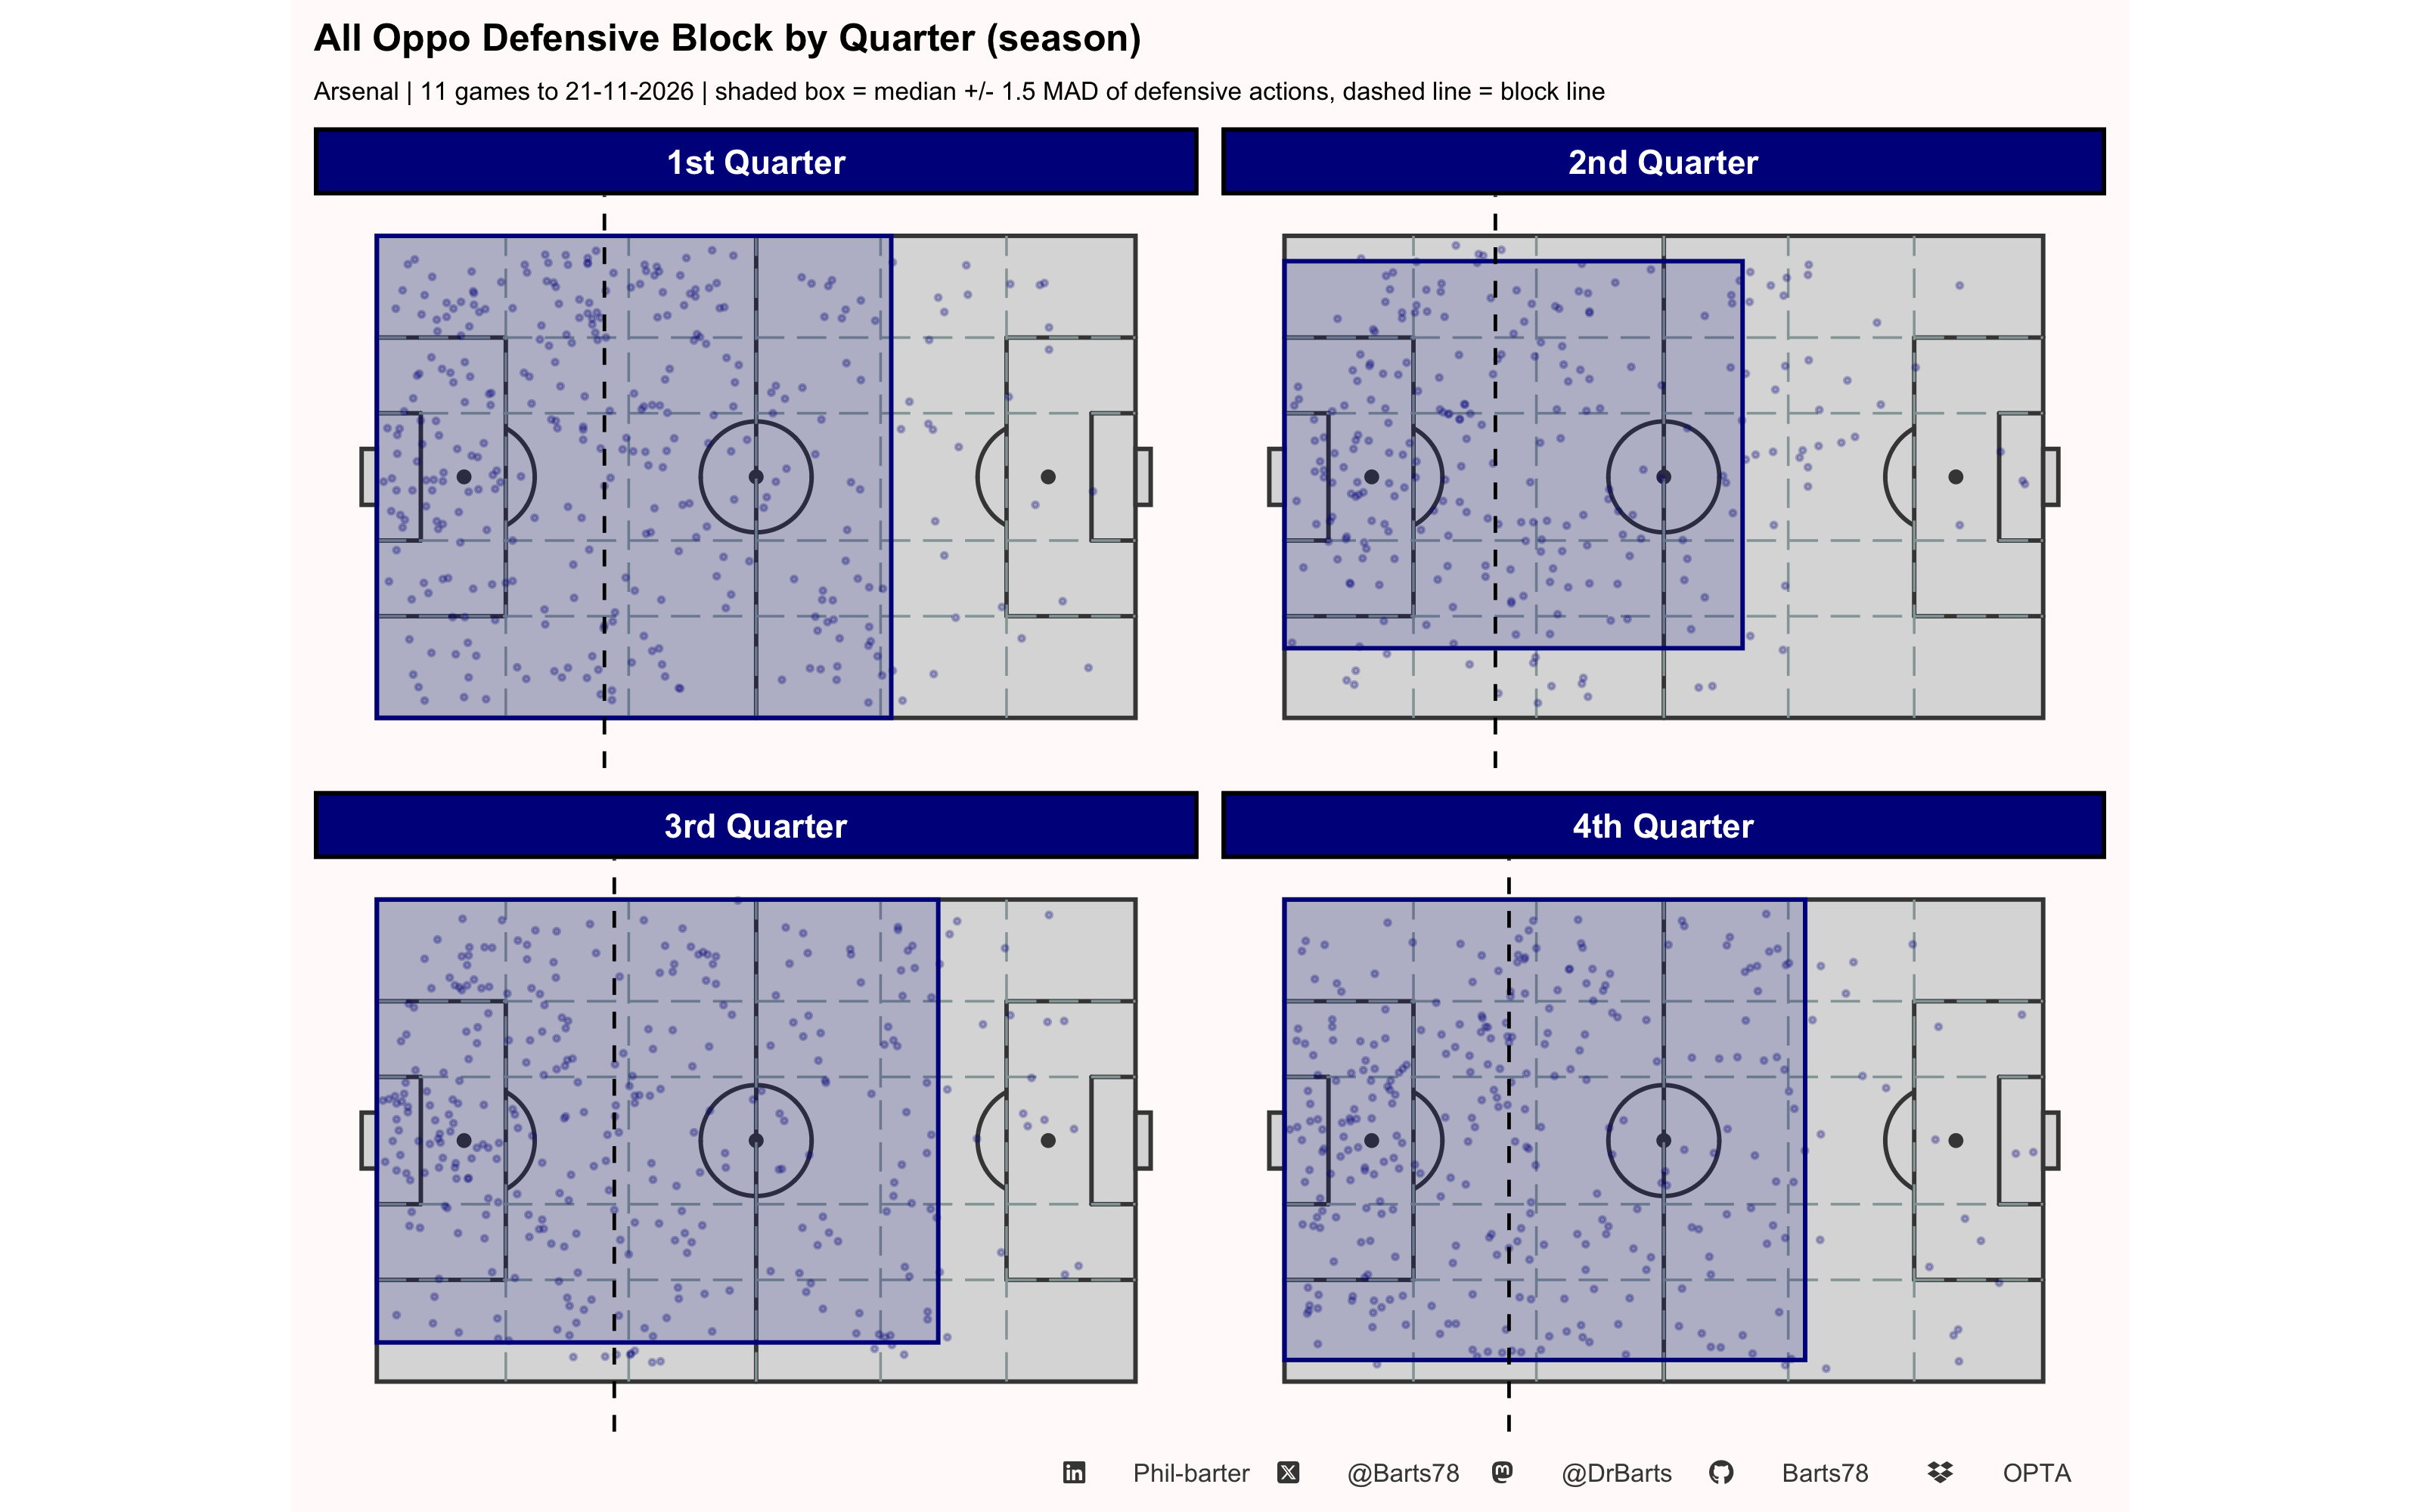 All Oppo Defensive Block by Quarter (season)
Arsenal | 11 games to 21-11-2026 | shaded box = median +/- 1.5 MAD of defensive actions, dashed line = block line
1st Quarter
2nd Quarter
3rd Quarter
4th Quarter
Phil-barter @Barts78 @DrBarts Barts78 OPTA